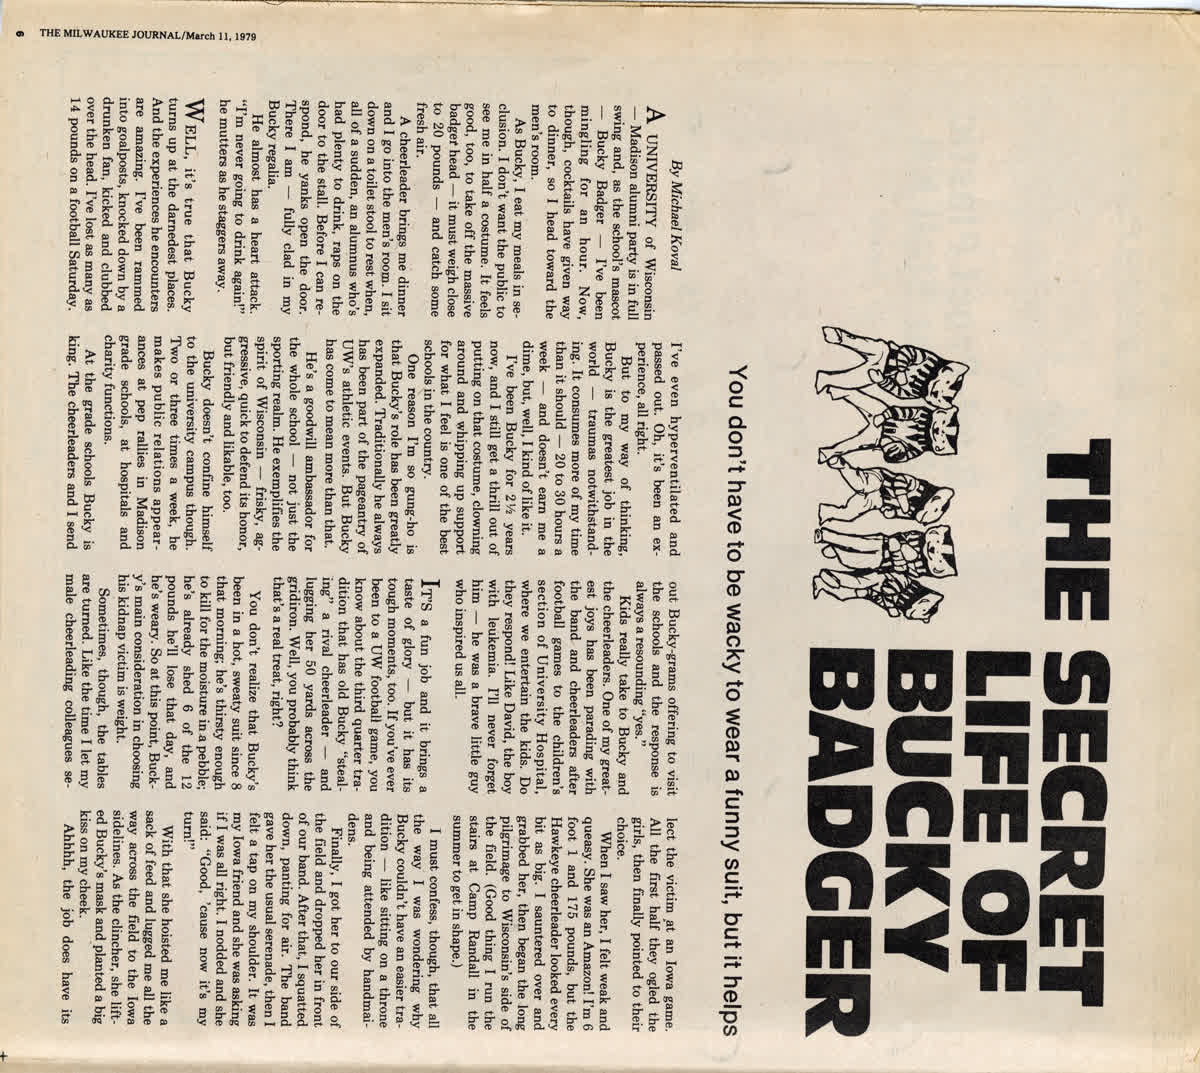 6 THE MILWAUKEE JOURNAL/March 11, 1979
THE SECRET
LIFE OF
BUCKY
BADGER
You don't have to be wacky to wear a funny suit, but it helps
By Michael Koval
A UNIVERSITY of Wisconsin
— Madison alumni party is in full
swing and, as the school's mascot
— Bucky Badger — I've been
mingling for an hour. Now,
though, cocktails have given way
to dinner, so I head toward the
men's room.
As Bucky, I eat my meals in se-
clusion. I don't want the public to
see me in half a costume. It feels
good, too, to take off the massive
badger head — it must weigh close
to 20 pounds — and catch some
fresh air.
A cheerleader brings me dinner
and I go into the men's room. I sit
down on a toilet stool to rest when,
all of a sudden, an alumnus who's
had plenty to drink, raps on the
door to the stall. Before I can re-
spond, he yanks open the door.
There I am — fully clad in my
Bucky regalia.
He almost has a heart attack.
"I'm never going to drink again!"
he mutters as he staggers away.
WELL, it's true that Bucky
turns up at the darnedest places.
And the experiences he encounters
are amazing. I've been rammed
into goalposts, knocked down by a
drunken fan, kicked and clubbed
over the head. I've lost as many as
14 pounds on a football Saturday.
I've even hyperventilated and
passed out. Oh, it's been an ex-
perience, all right.
But to my way of thinking,
Bucky is the greatest job in the
world — traumas notwithstand-
ing. It consumes more of my time
than it should — 20 to 30 hours a
week — and doesn't earn me a
dime, but, well, I kind of like it.
I've been Bucky for 2½ years
now, and I still get a thrill out of
putting on that costume, clowning
around and whipping up support
for what I feel is one of the best
schools in the country.
One reason I'm so gung-ho is
that Bucky's role has been greatly
expanded. Traditionally he always
has been part of the pageantry of
UW's athletic events. But Bucky
has come to mean more than that.
He's a goodwill ambassador for
the whole school — not just the
sporting realm. He exemplifies the
spirit of Wisconsin — frisky, ag-
gressive, quick to defend its honor,
but friendly and likable, too.
Bucky doesn't confine himself
to the university campus though.
Two or three times a week, he
makes public relations appear-
ances at pep rallies in Madison
grade schools, at hospitals and
charity functions.
At the grade schools Bucky is
king. The cheerleaders and I send
out Bucky-grams offering to visit
the schools and the response is
always a resounding "yes."
Kids really take to Bucky and
the cheerleaders. One of my great-
est joys has been parading with
the band and cheerleaders after
football games to the children's
section of University Hospital,
where we entertain the kids. Do
they respond! Like David, the boy
with leukemia. I'll never forget
him — he was a brave little guy
who inspired us all.
IT'S a fun job and it brings a
taste of glory — but it has its
tough moments, too. If you've ever
been to a UW football game, you
know about the third quarter tra-
dition that has old Bucky "steal-
ing" a rival cheerleader — and
lugging her 50 yards across the
gridiron. Well, you probably think
that's a real treat, right?
You don't realize that Bucky's
been in a hot, sweaty suit since 8
that morning; he's thirsty enough
to kill for the moisture in a pebble;
he's already shed 6 of the 12
pounds he'll lose that day, and
he's weary. So at this point, Buck-
y's main consideration in choosing
his kidnap victim is weight.
Sometimes, though, the tables
are turned. Like the time I let my
male cheerleading colleagues se-
lect the victim at an Iowa game.
All the first half they ogled the
girls, then finally pointed to their
choice.
When I saw her, I felt weak and
queasy. She was an Amazon! I'm 6
foot 1 and 175 pounds, but the
Hawkeye cheerleader looked every
bit as big. I sauntered over and
grabbed her, then began the long
pilgrimage to Wisconsin's side of
the field. (Good thing I run the
stairs at Camp Randall in the
summer to get in shape.)
I must confess, though, that all
the way I was wondering why
Bucky couldn't have an easier tra-
dition — like sitting on a throne
and being attended by handmai-
dens.
Finally, I got her to our side of
the field and dropped her in front
of our band. After that, I squatted
down, panting for air. The band
gave her the usual serenade, then I
felt a tap on my shoulder. It was
my Iowa friend and she was asking
if I was all right. I nodded and she
said: "Good, 'cause now it's my
turn!"
With that she hoisted me like a
sack of feed and lugged me all the
way across the field to the Iowa
sidelines. As the clincher, she lift-
ed Bucky's mask and planted a big
kiss on my cheek.
Ahhhh, the job does have its